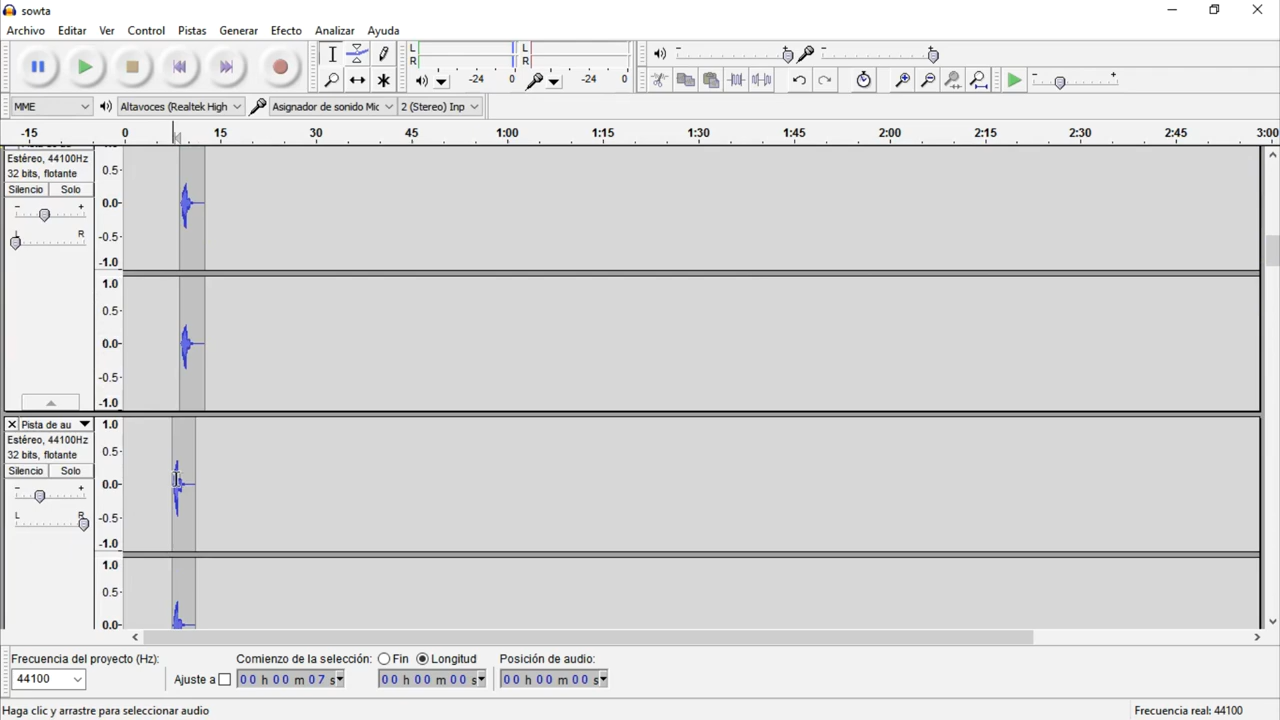 sowta
Archivo Editar Ver Control Pistas Generar Efecto Analizar Ayuda
L L
R R
-24 0 -24 0
- + - +
- +
MME Altavoces (Realtek High Asignador de sonido Mic 2 (Stereo) Inp
-15 0 15 30 45 1:00 1:15 1:30 1:45 2:00 2:15 2:30 2:45 3:00
Estéreo, 44100Hz
32 bits, flotante
Silencio Solo
- +
L R
0.5
0.0
-0.5
-1.0
1.0
0.5
0.0
-0.5
-1.0
Pista de au
Estéreo, 44100Hz
32 bits, flotante
Silencio Solo
- +
L R
1.0
0.5
0.0
-0.5
-1.0
1.0
0.5
0.0
Frecuencia del proyecto (Hz): Comienzo de la selección: Fin Longitud Posición de audio:
44100 Ajuste a 00 h 00 m 07 s 00 h 00 m 00 s 00 h 00 m 00 s
Haga clic y arrastre para seleccionar audio Frecuencia real: 44100